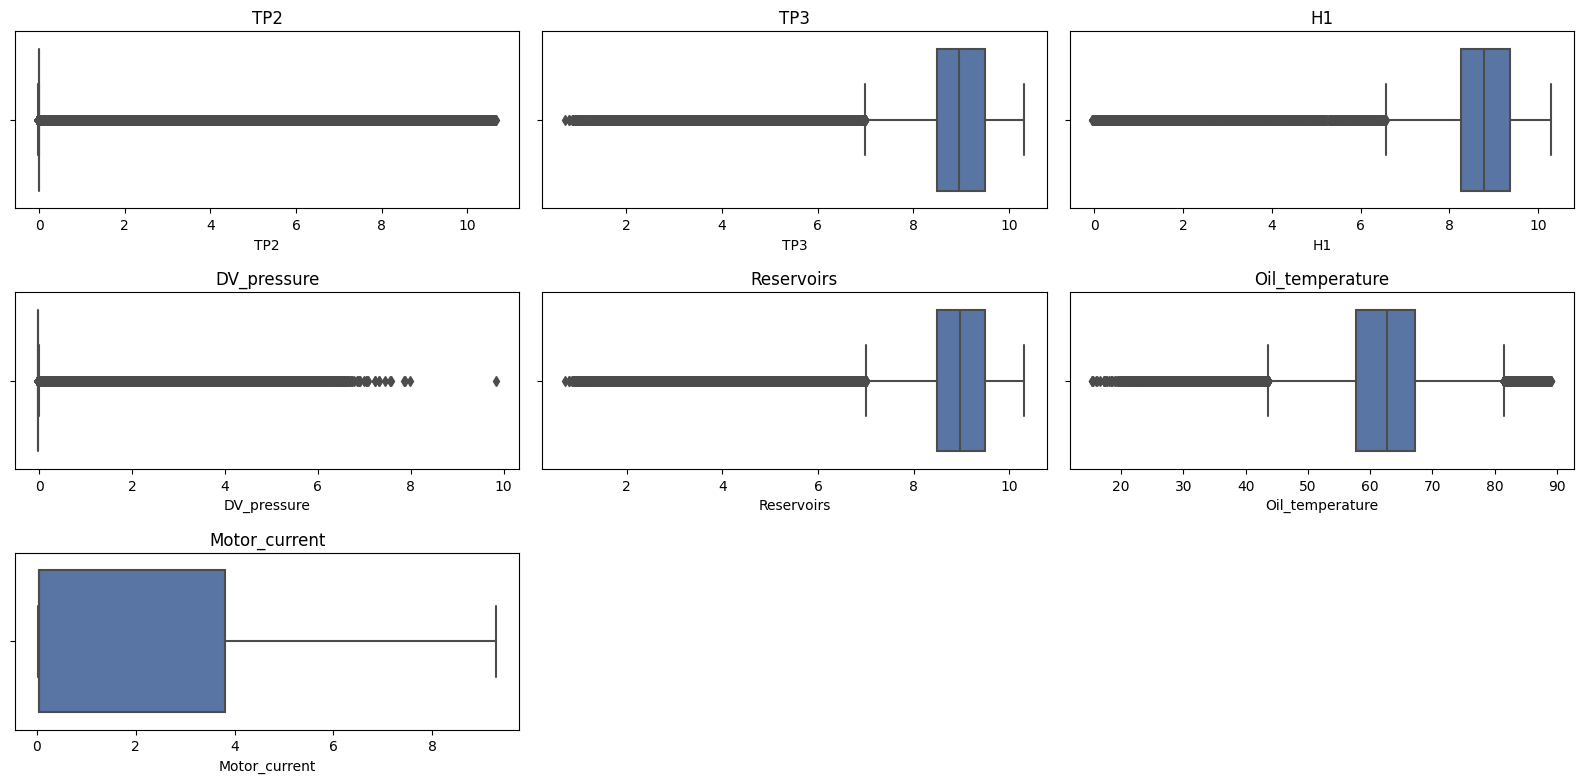 TP2 TP3 H1
0 2 4 6 8 10 2 4 6 8 10 0 2 4 6 8 10
TP2 TP3 H1
DV_pressure Reservoirs Oil_temperature
0 2 4 6 8 10 2 4 6 8 10 20 30 40 50 60 70 80 90
DV_pressure Reservoirs Oil_temperature
Motor_current
0 2 4 6 8
Motor_current